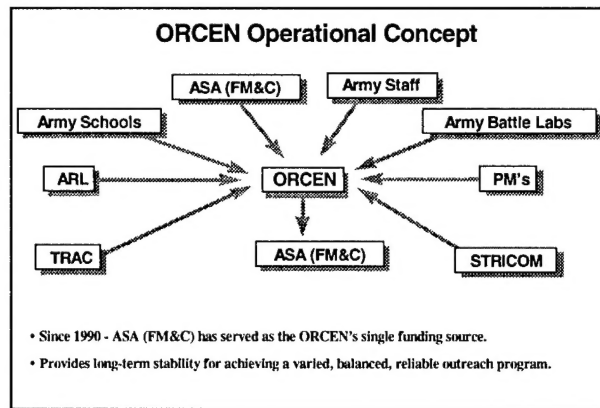 ORCEN Operational Concept
ASA (FM&C)
Army Staff
Army Schools
Army Battle Labs
ARL
ORCEN
PM's
TRAC
ASA (FM&C)
STRICOM
• Since 1990 - ASA (FM&C) has served as the ORCEN's single funding source.
• Provides long-term stability for achieving a varied, balanced, reliable outreach program.